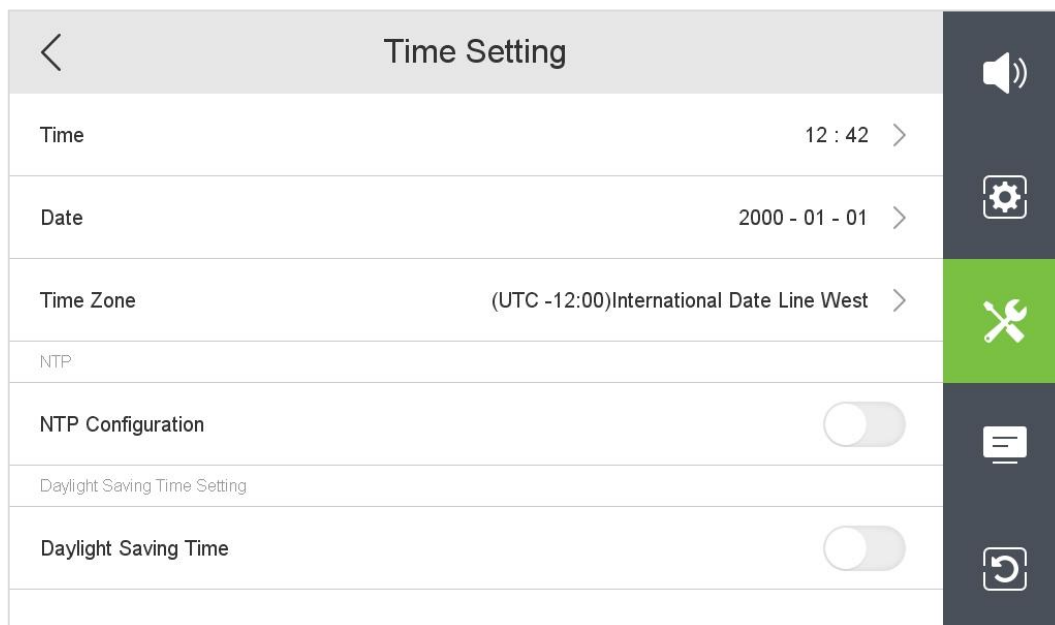 Time Setting
Time 12 : 42
Date 2000 - 01 - 01
Time Zone (UTC -12:00)International Date Line West
NTP
NTP Configuration
Daylight Saving Time Setting
Daylight Saving Time